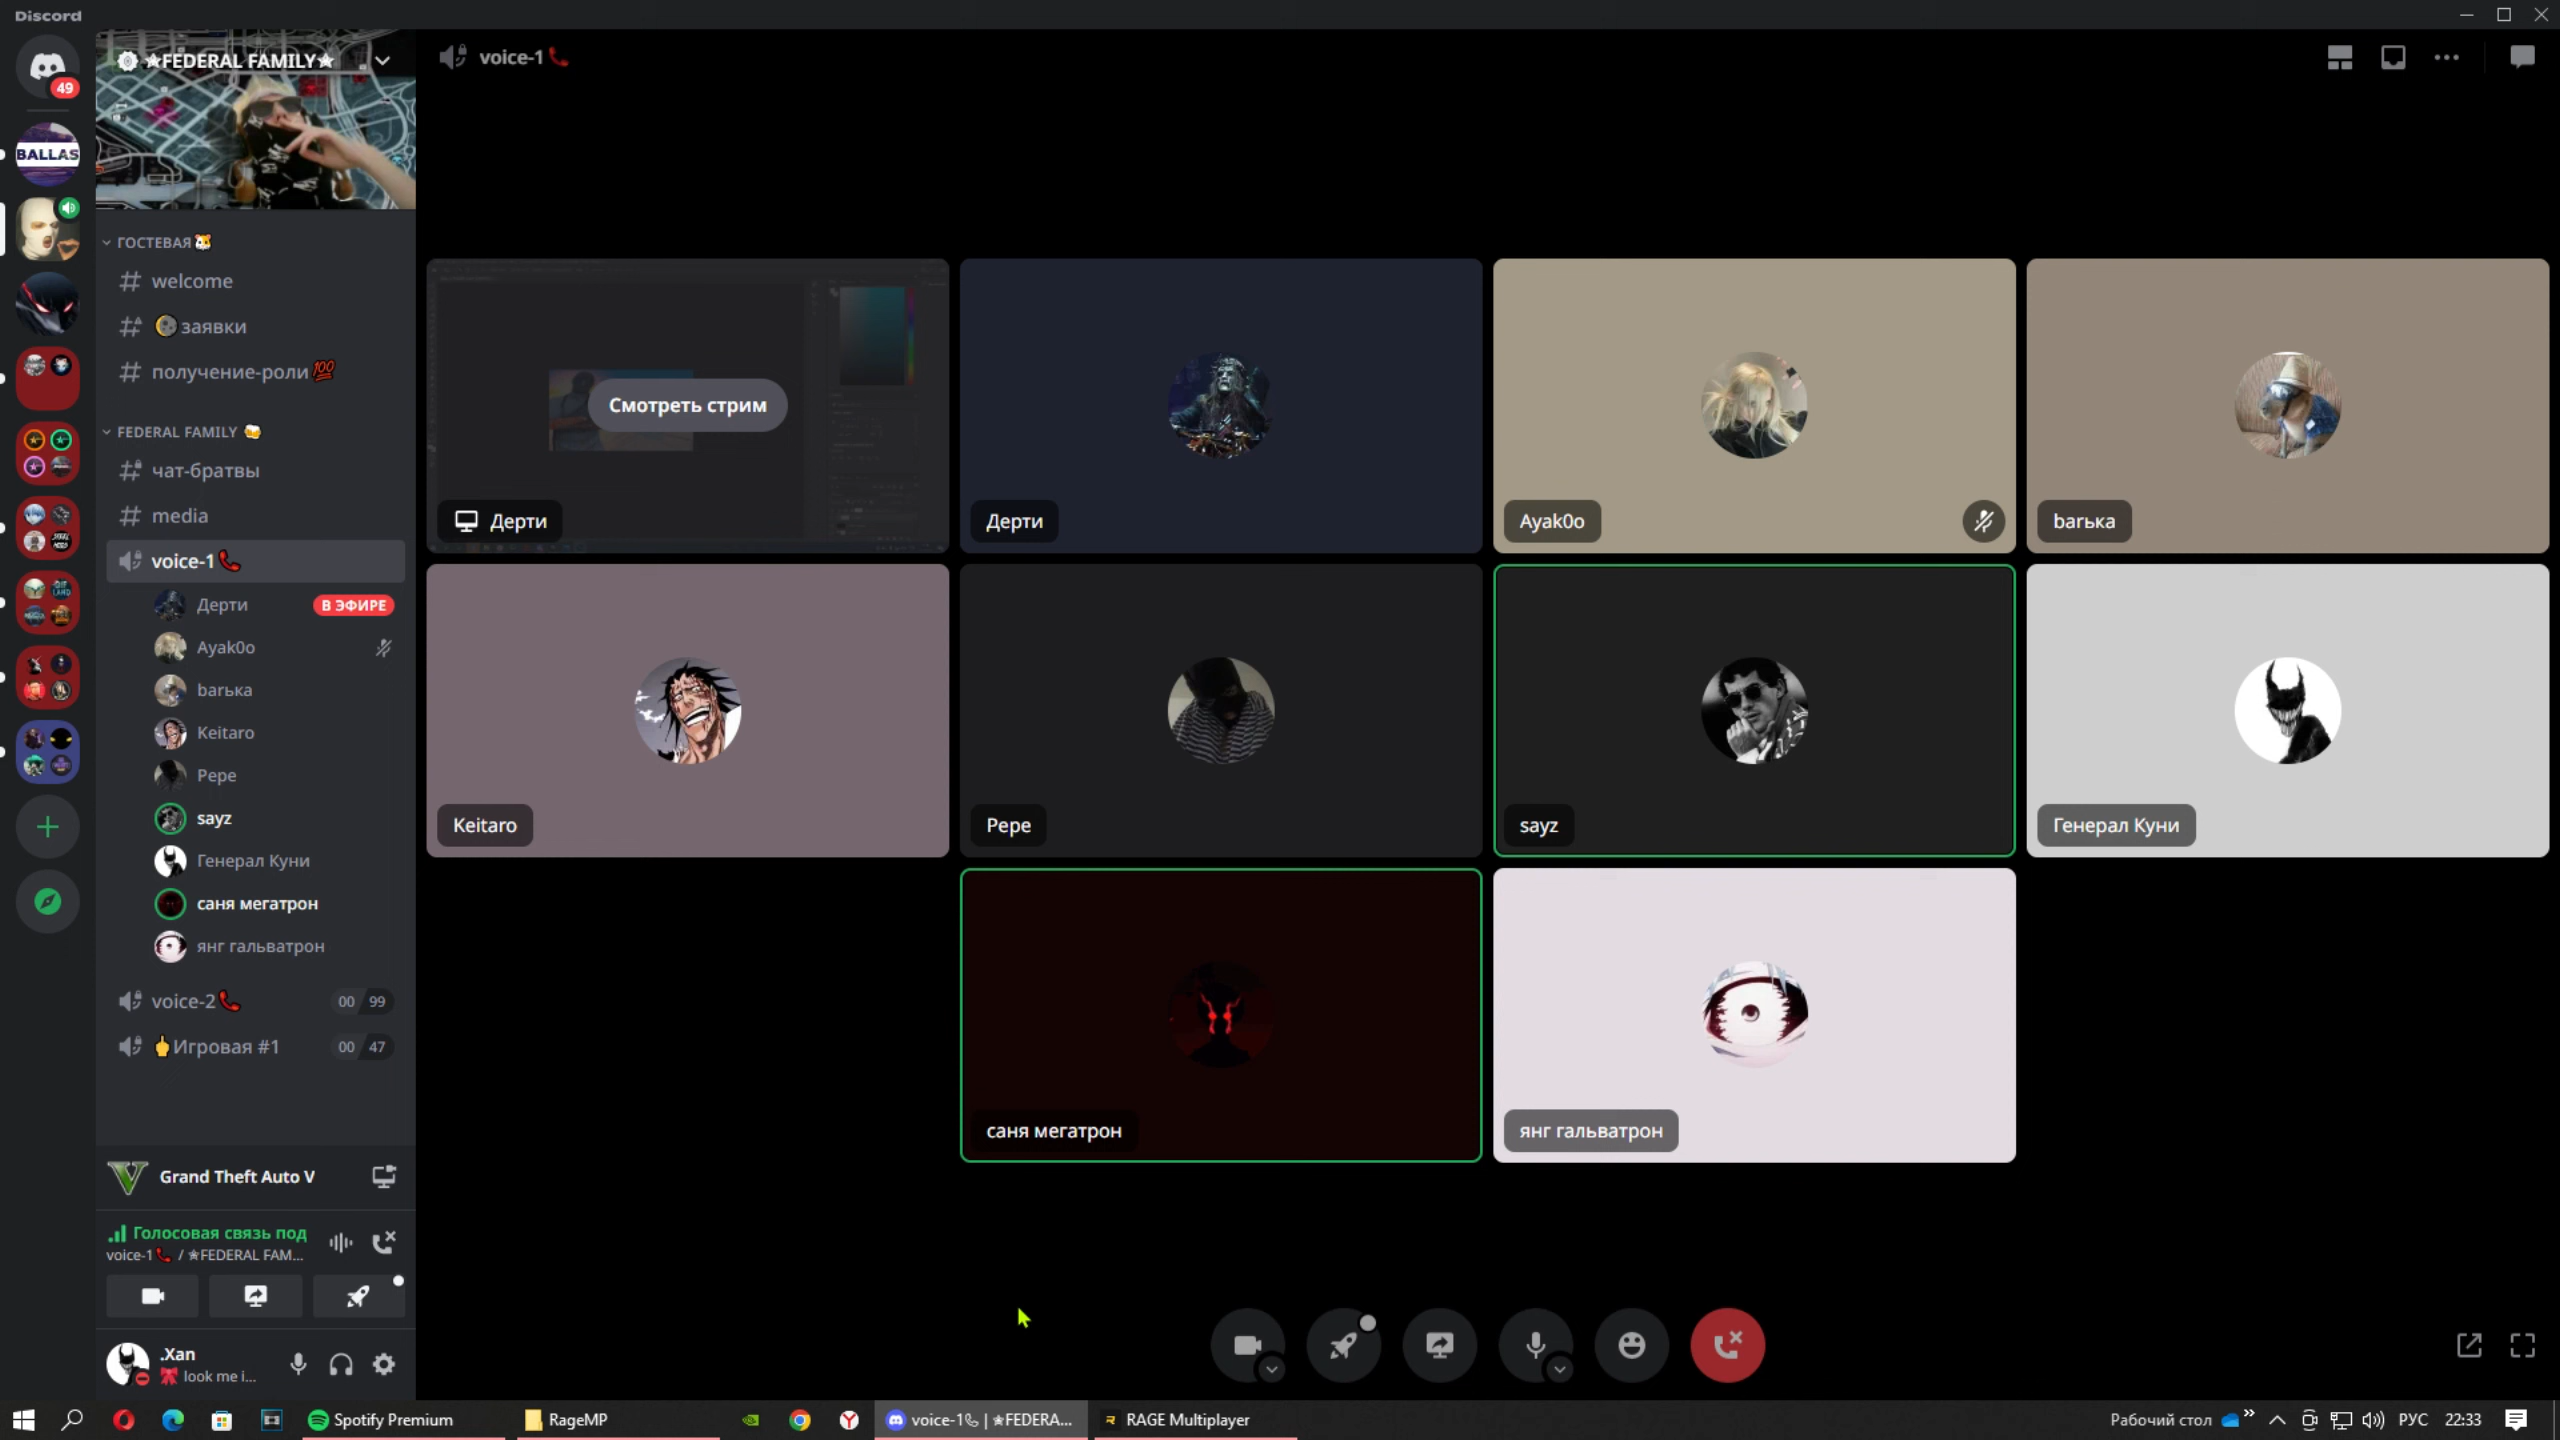 Discord
★FEDERAL FAMILY★
49
BALLAS
ГОСТЕВАЯ
welcome
заявки
получение-роли💯
FEDERAL FAMILY
чат-братвы
media
voice-1
Дерти
В ЭФИРЕ
Ayak0o
barькa
Keitaro
Pepe
sayz
Генерал Куни
саня мегатрон
янг гальватрон
voice-2
00 99
Игровая #1
00 47
Grand Theft Auto V
Голосовая связь под
voice-1 / ★FEDERAL FAM...
.Xan
look me i...
voice-1
Смотреть стрим
Дерти
Дерти
Ayak0o
barькa
Keitaro
Pepe
sayz
Генерал Куни
саня мегатрон
янг гальватрон
Spotify Premium
RageMP
voice-1 | ★FEDERA...
RAGE Multiplayer
Рабочий стол
РУС
22:33